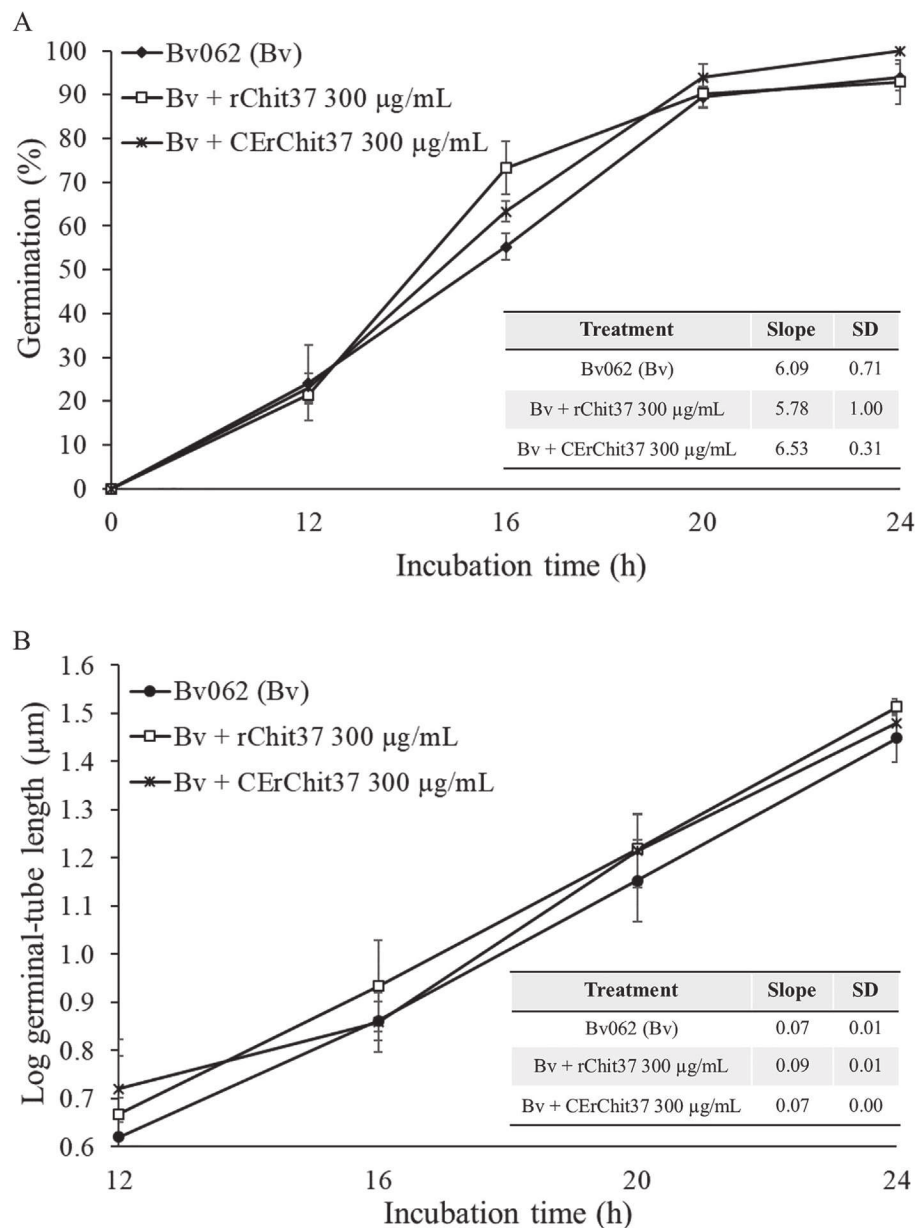 A
100
90
80
70
60
50
40
30
20
10
0
Germination (%)
Bv062 (Bv)
Bv + rChit37 300 µg/mL
Bv + CErChit37 300 µg/mL
Treatment Slope SD
Bv062 (Bv) 6.09 0.71
Bv + rChit37 300 µg/mL 5.78 1.00
Bv + CErChit37 300 µg/mL 6.53 0.31
0 12 16 20 24
Incubation time (h)
B
1.6
1.5
1.4
1.3
1.2
1.1
1.0
0.9
0.8
0.7
0.6
Log germinal-tube length (µm)
Bv062 (Bv)
Bv + rChit37 300 µg/mL
Bv + CErChit37 300 µg/mL
Treatment Slope SD
Bv062 (Bv) 0.07 0.01
Bv + rChit37 300 µg/mL 0.09 0.01
Bv + CErChit37 300 µg/mL 0.07 0.00
12 16 20 24
Incubation time (h)